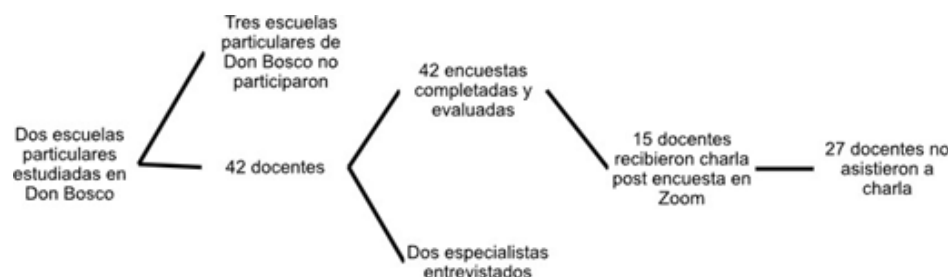 Tres escuelas
particulares de
Don Bosco no
participaron
42 encuestas
completadas y
evaluadas
Dos escuelas
particulares
estudiadas en
Don Bosco
42 docentes
15 docentes
recibieron charla
post encuesta en
Zoom
27 docentes no
asistieron a
charla
Dos especialistas
entrevistados